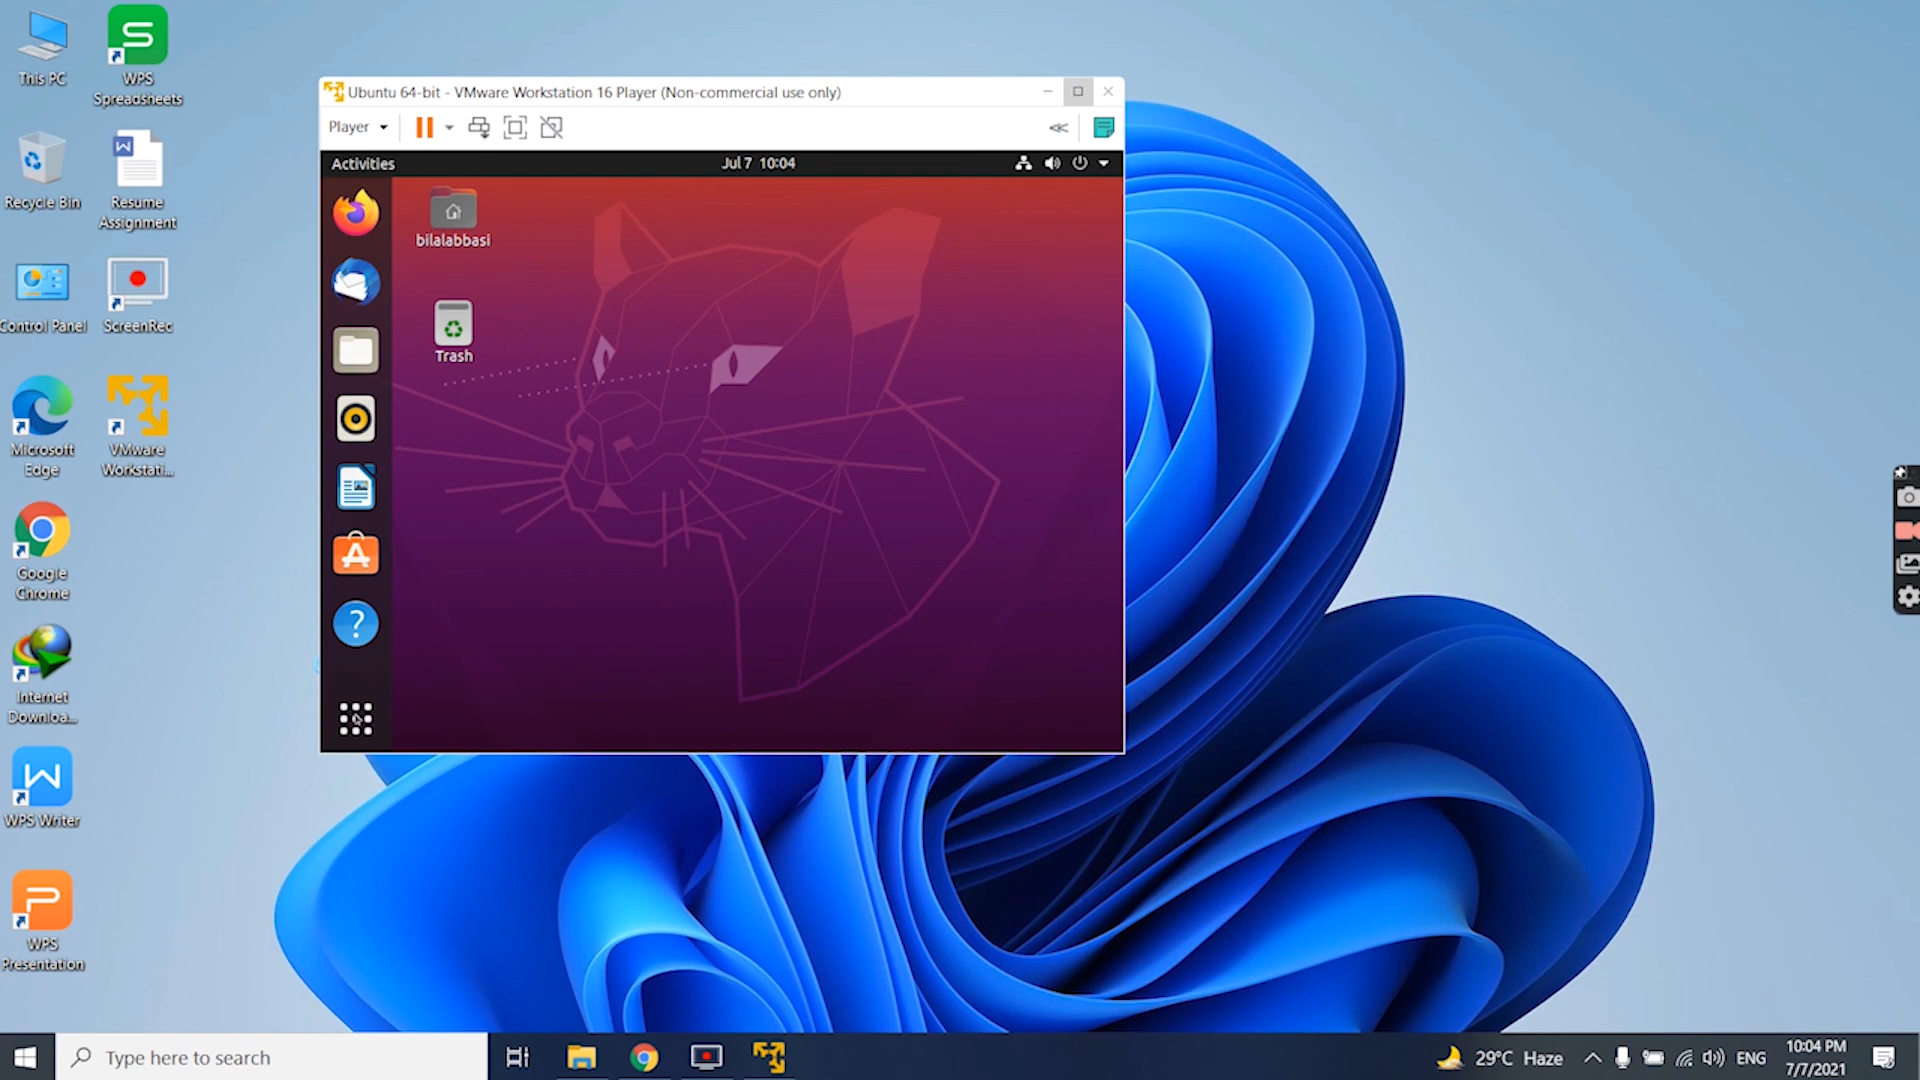 This PC
WPS
Spreadsheets
Recycle Bin
Resume
Assignment
Control Panel
ScreenRec
Microsoft
Edge
VMware
Workstati...
Google
Chrome
Internet
Downloa...
WPS Writer
WPS
Presentation
Ubuntu 64-bit - VMware Workstation 16 Player (Non-commercial use only)
Player
Activities
Jul 7 10:04
bilalabbasi
Trash
Type here to search
29°C Haze
ENG
10:04 PM
7/7/2021